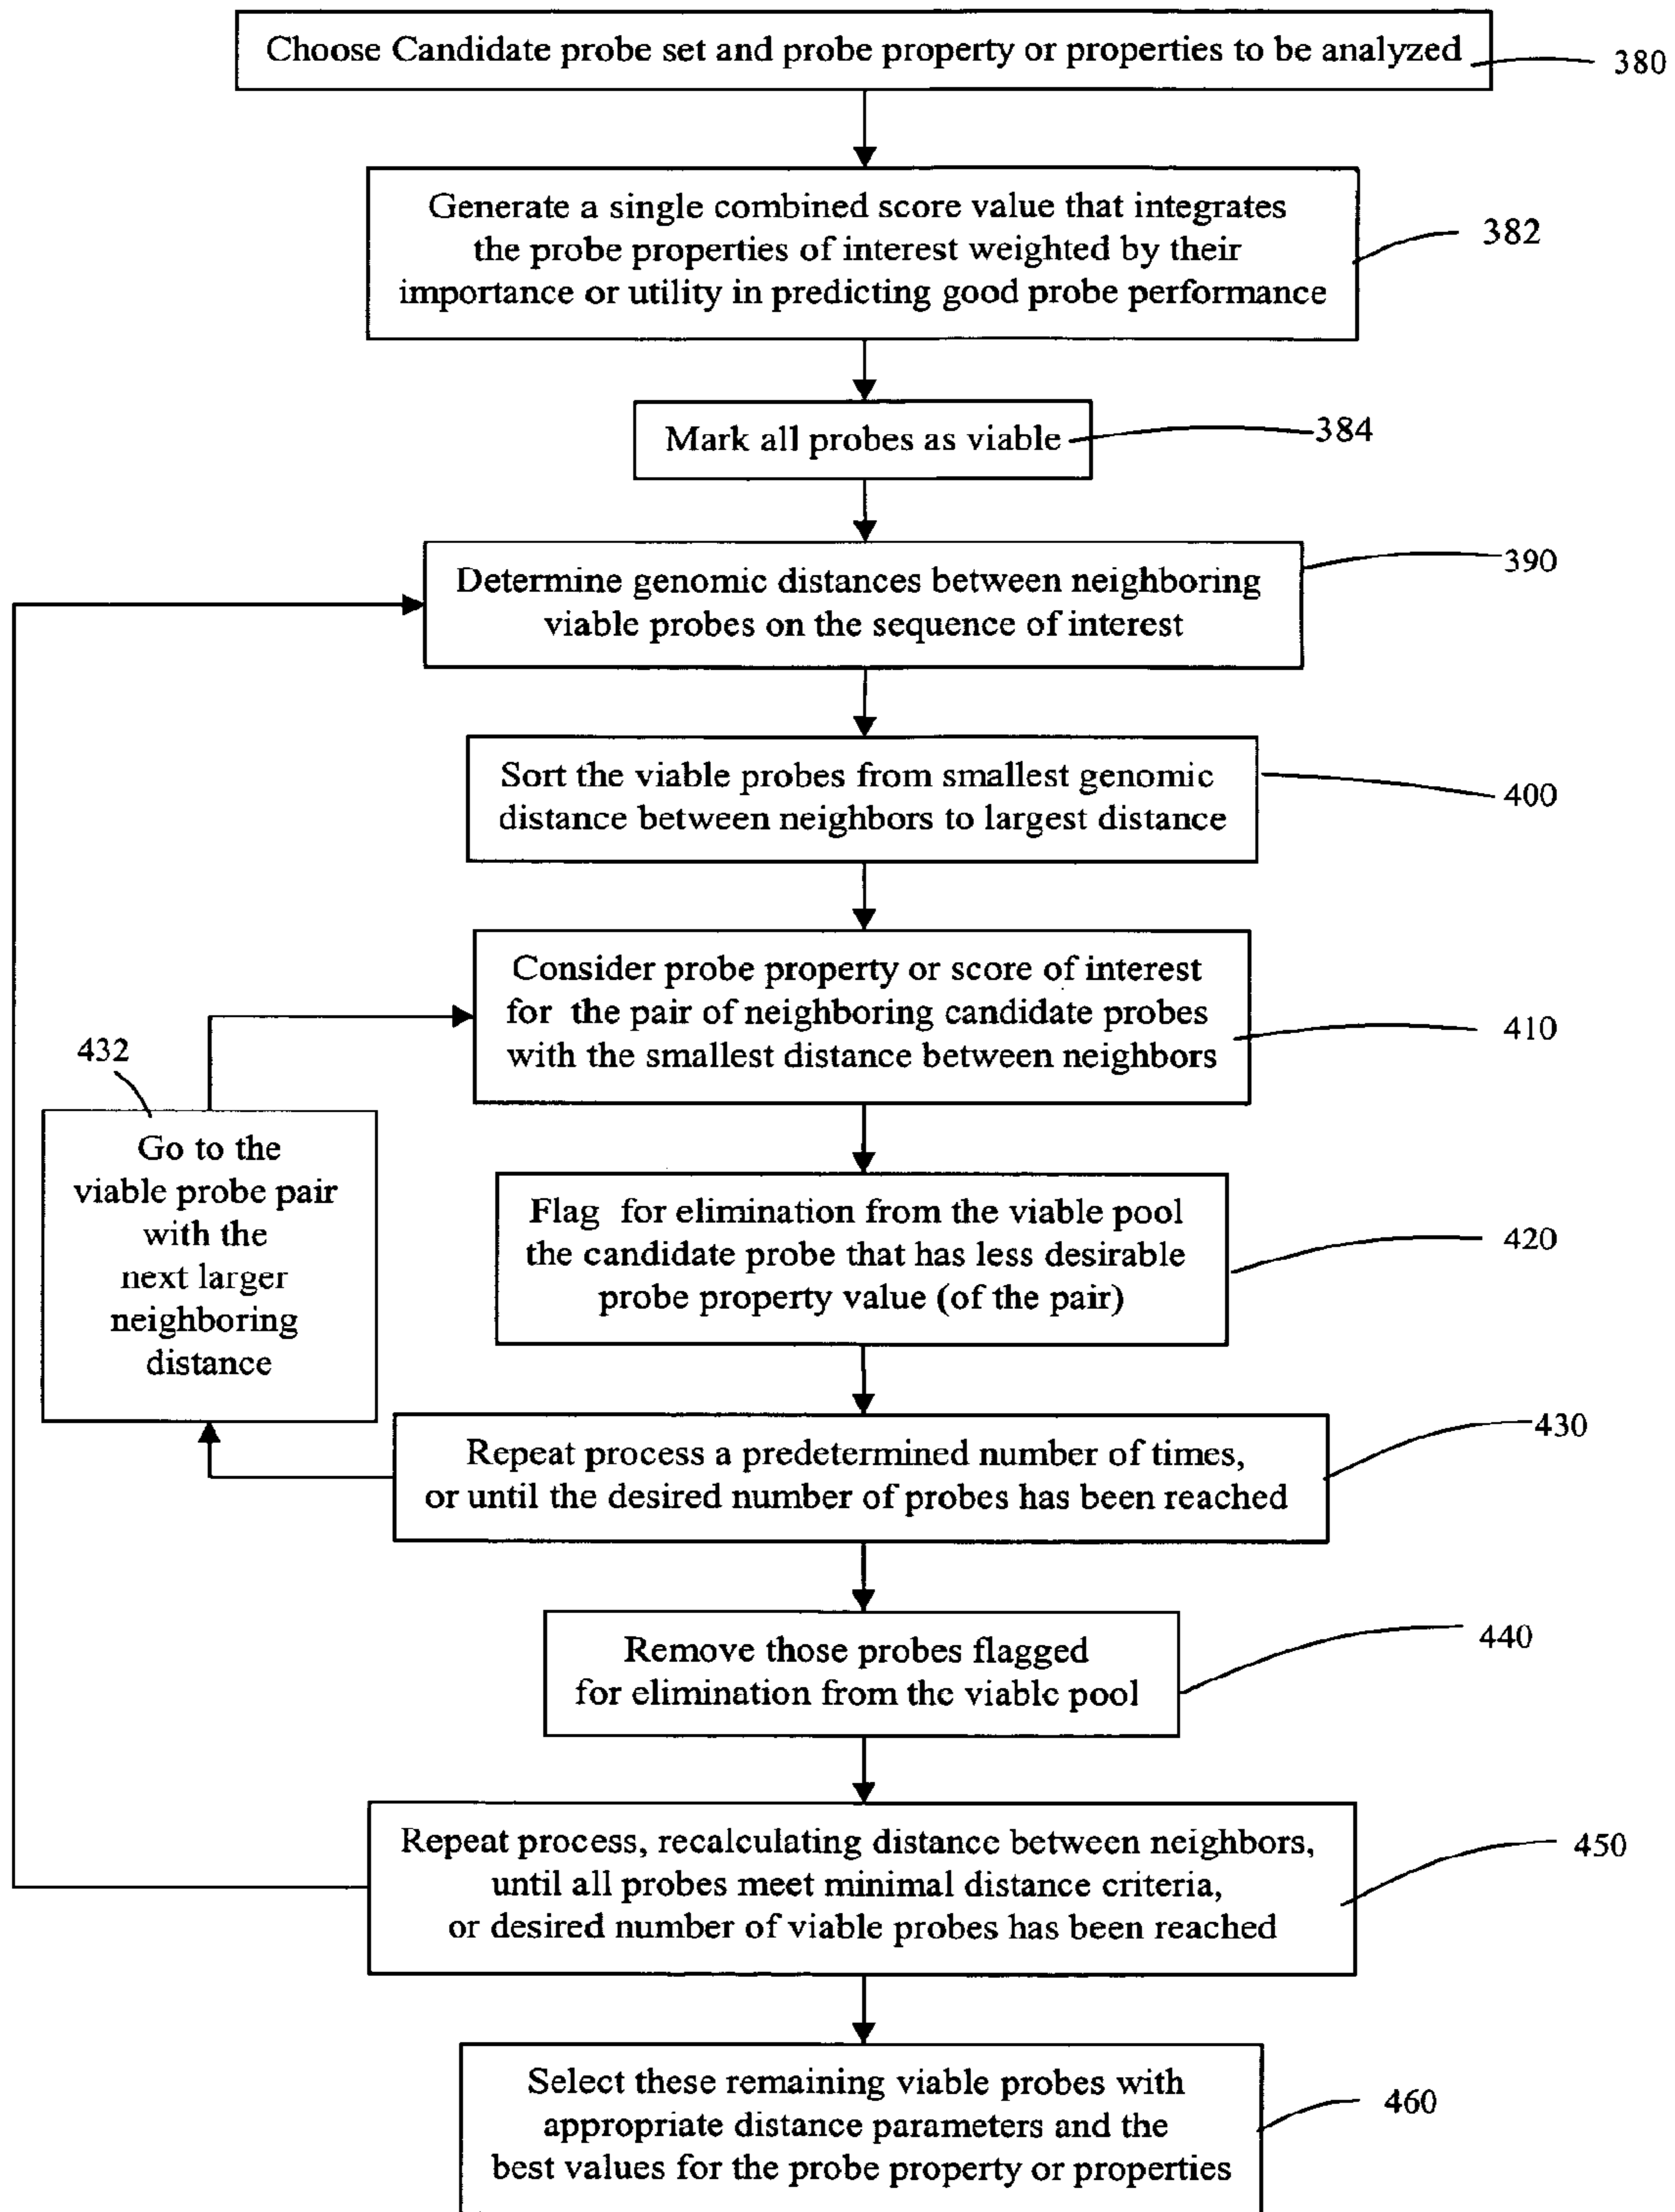 Choose Candidate probe set and probe property or properties to be analyzed
380
Generate a single combined score value that integrates
the probe properties of interest weighted by their
importance or utility in predicting good probe performance
382
Mark all probes as viable
384
Determine genomic distances between neighboring
viable probes on the sequence of interest
390
Sort the viable probes from smallest genomic
distance between neighbors to largest distance
400
Consider probe property or score of interest
for the pair of neighboring candidate probes
with the smallest distance between neighbors
410
432
Go to the
viable probe pair
with the
next larger
neighboring
distance
Flag for elimination from the viable pool
the candidate probe that has less desirable
probe property value (of the pair)
420
Repeat process a predetermined number of times,
or until the desired number of probes has been reached
430
Remove those probes flagged
for elimination from the viable pool
440
Repeat process, recalculating distance between neighbors,
until all probes meet minimal distance criteria,
or desired number of viable probes has been reached
450
Select these remaining viable probes with
appropriate distance parameters and the
best values for the probe property or properties
460